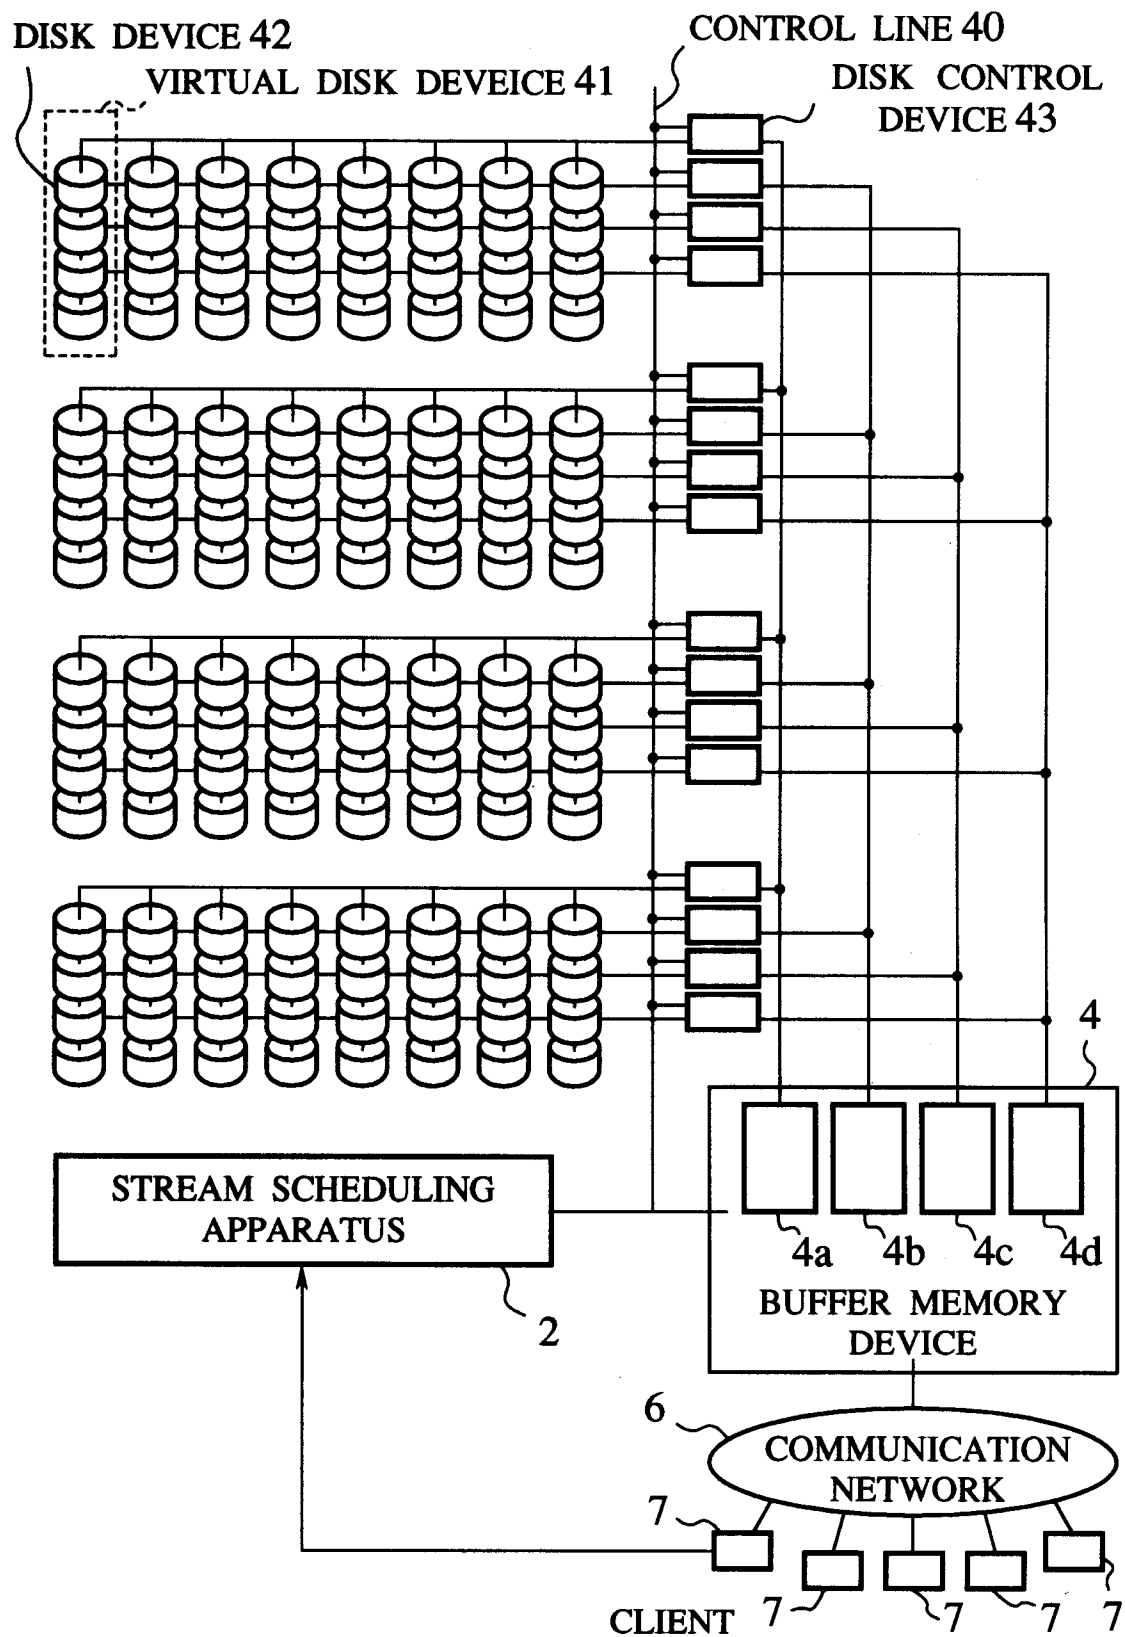 DISK DEVICE 42
CONTROL LINE 40
VIRTUAL DISK DEVEICE 41
DISK CONTROL
DEVICE 43
4
STREAM SCHEDULING
APPARATUS
2
4a
4b
4c
4d
BUFFER MEMORY
DEVICE
6
COMMUNICATION
NETWORK
7
7
7
7
7
CLIENT